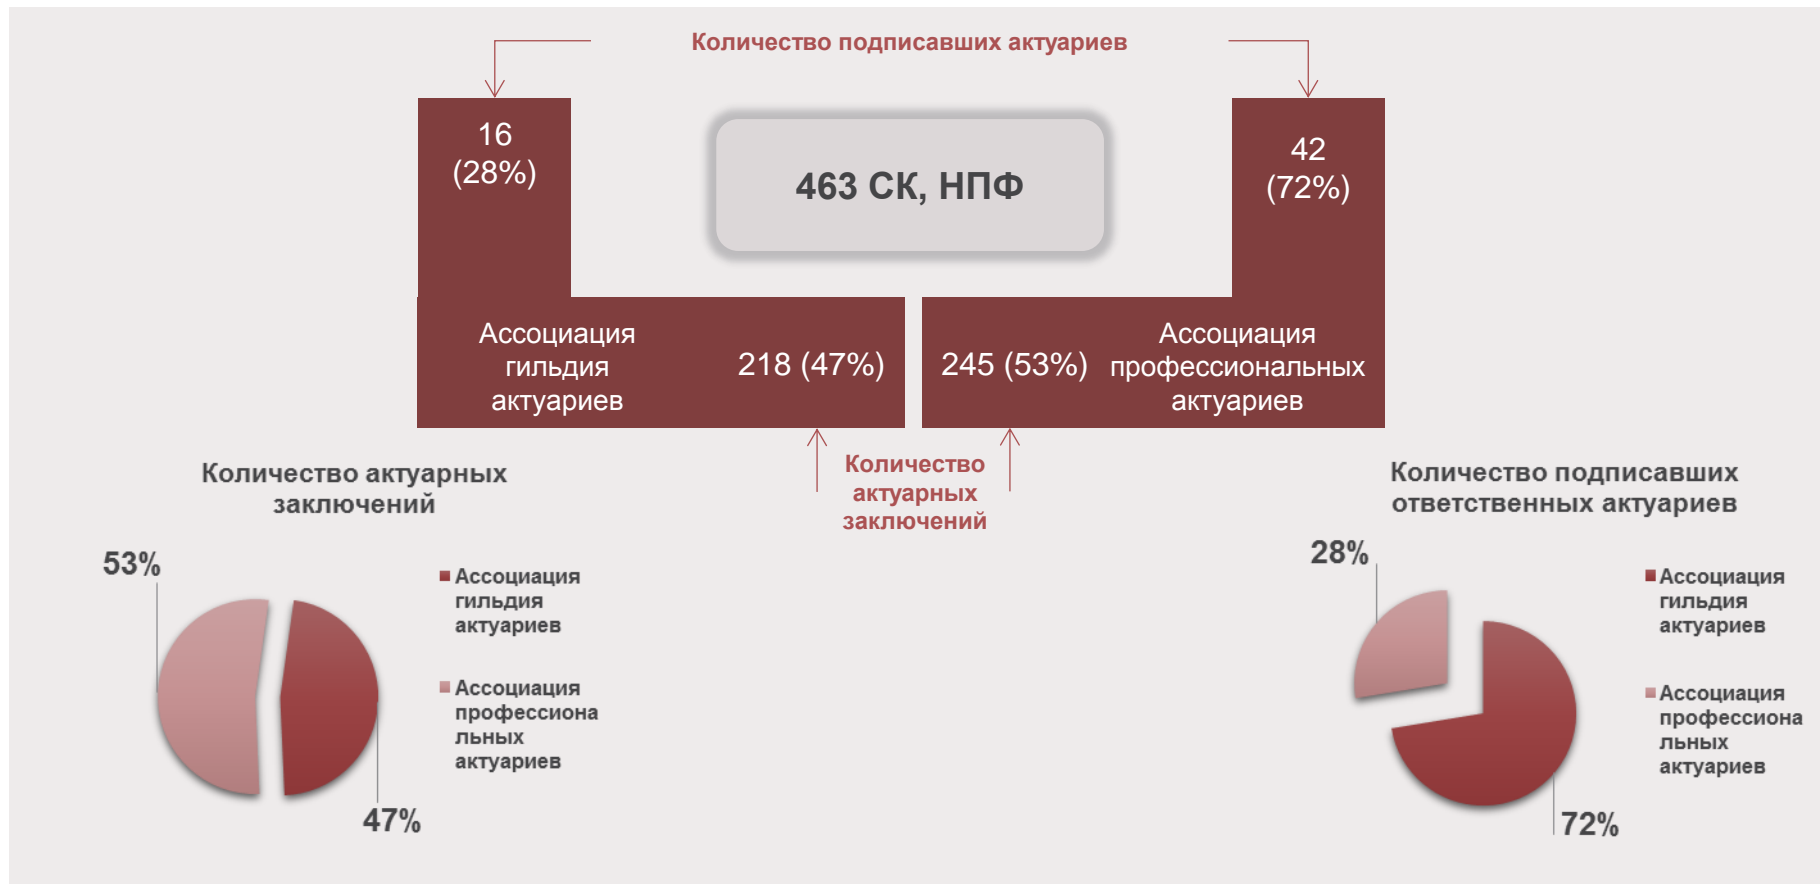 Количество подписавших актуариев
16
(28%)
463 СК, НПФ
42
(72%)
Ассоциация
гильдия
актуариев
218 (47%)
245 (53%)
Ассоциация
профессиональных
актуариев
Количество
актуарных
заключений
Количество актуарных
заключений
53%
47%
Ассоциация
гильдия
актуариев
Ассоциация
профессиона
льных
актуариев
Количество подписавших
ответственных актуариев
28%
72%
Ассоциация
гильдия
актуариев
Ассоциация
профессиона
льных
актуариев